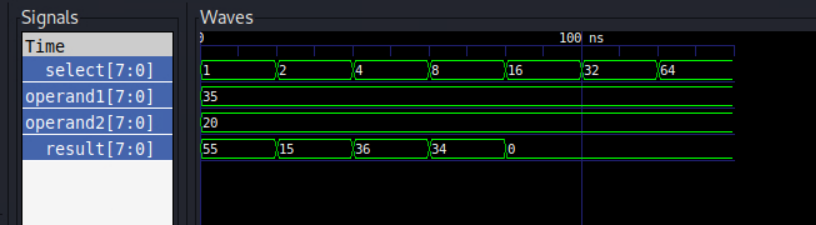 Signals
Waves
Time
0
100 ns
select[7:0]
1 2 4 8 16 32 64
operand1[7:0]
35
operand2[7:0]
20
result[7:0]
55 15 36 34 0